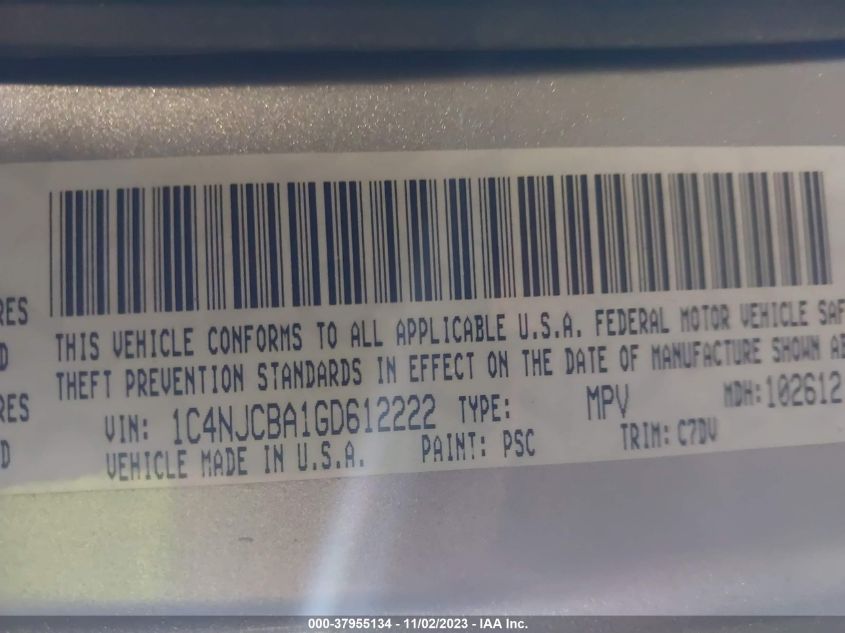 RES
THIS VEHICLE CONFORMS TO ALL APPLICABLE U.S.A. FEDERAL MOTOR VEHICLE SAF
D
THEFT PREVENTION STANDARDS IN EFFECT ON THE DATE OF MANUFACTURE SHOWN AB
RES
VIN: 1C4NJCBA1GD612222 TYPE: MPV MDH:102612
D
VEHICLE MADE IN U.S.A. PAINT: PSC TRIM: C7DV
000-37955134 - 11/02/2023 - IAA Inc.